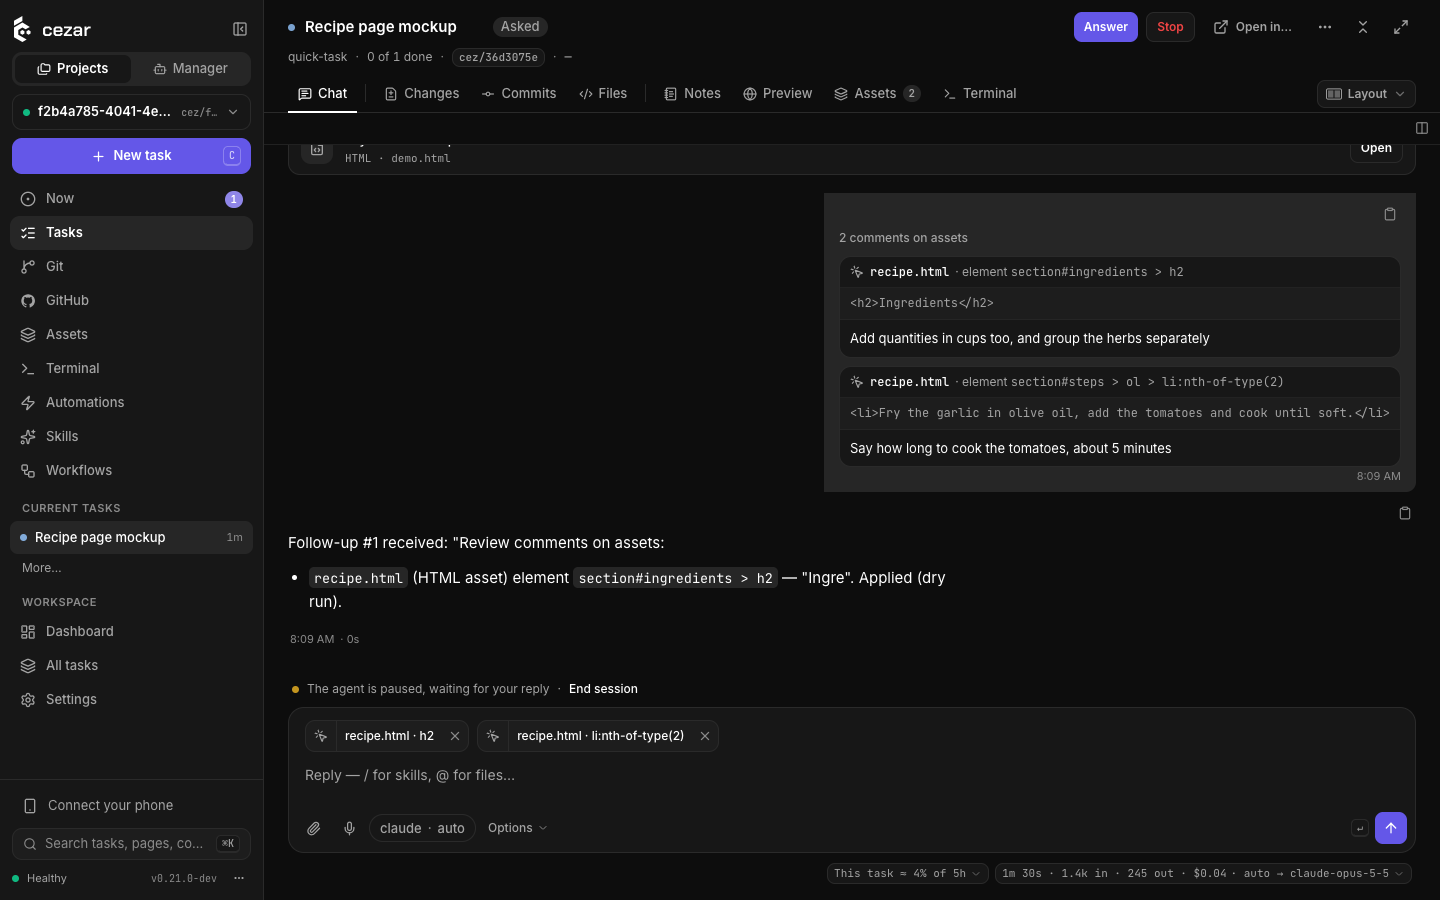 cezar
Projects
Manager
f2b4a785-4041-4e...
cez/f...
New task
C
Now
1
Tasks
Git
GitHub
Assets
Terminal
Automations
Skills
Workflows
CURRENT TASKS
Recipe page mockup
1m
More...
WORKSPACE
Dashboard
All tasks
Settings
Connect your phone
Search tasks, pages, co...
⌘K
Healthy
v0.21.0-dev
Recipe page mockup
Asked
Answer
Stop
Open in...
quick-task · 0 of 1 done · cez/36d3075e · –
Chat
Changes
Commits
Files
Notes
Preview
Assets 2
Terminal
Layout
HTML · demo.html
Open
2 comments on assets
recipe.html · element section#ingredients > h2
<h2>Ingredients</h2>
Add quantities in cups too, and group the herbs separately
recipe.html · element section#steps > ol > li:nth-of-type(2)
<li>Fry the garlic in olive oil, add the tomatoes and cook until soft.</li>
Say how long to cook the tomatoes, about 5 minutes
8:09 AM
Follow-up #1 received: "Review comments on assets:
• recipe.html (HTML asset) element section#ingredients > h2 — "Ingre". Applied (dry
run).
8:09 AM · 0s
The agent is paused, waiting for your reply · End session
recipe.html · h2
recipe.html · li:nth-of-type(2)
Reply — / for skills, @ for files...
claude · auto
Options
This task ≈ 4% of 5h
1m 30s · 1.4k in · 245 out · $0.04 · auto → claude-opus-5-5